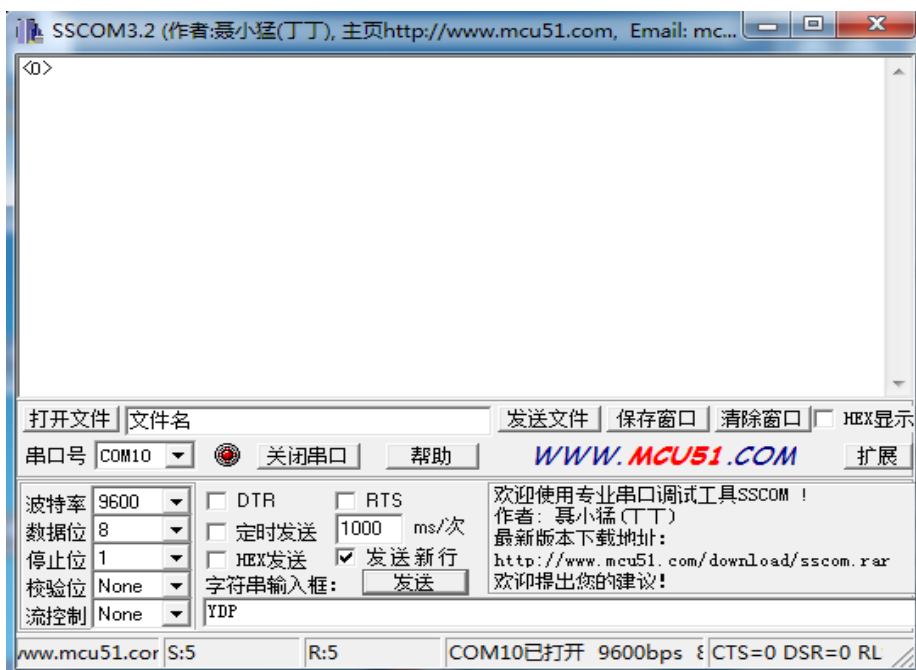 SSCOM3.2 (作者:聂小猛(丁丁), 主页http://www.mcu51.com, Email: mc...
<0>
打开文件 文件名 发送文件 保存窗口 清除窗口 HEX显示
串口号 COM10 关闭串口 帮助 WWW.MCU51.COM 扩展
波特率 9600 DTR RTS
数据位 8 定时发送 1000 ms/次
停止位 1 HEX发送 发送新行
校验位 None 字符串输入框: 发送
流控制 None YDP
欢迎使用专业串口调试工具SSCOM !
作者: 聂小猛(丁丁)
最新版本下载地址:
http://www.mcu51.com/download/sscom.rar
欢迎提出您的建议!
www.mcu51.cor S:5 R:5 COM10已打开 9600bps 8 CTS=0 DSR=0 RL